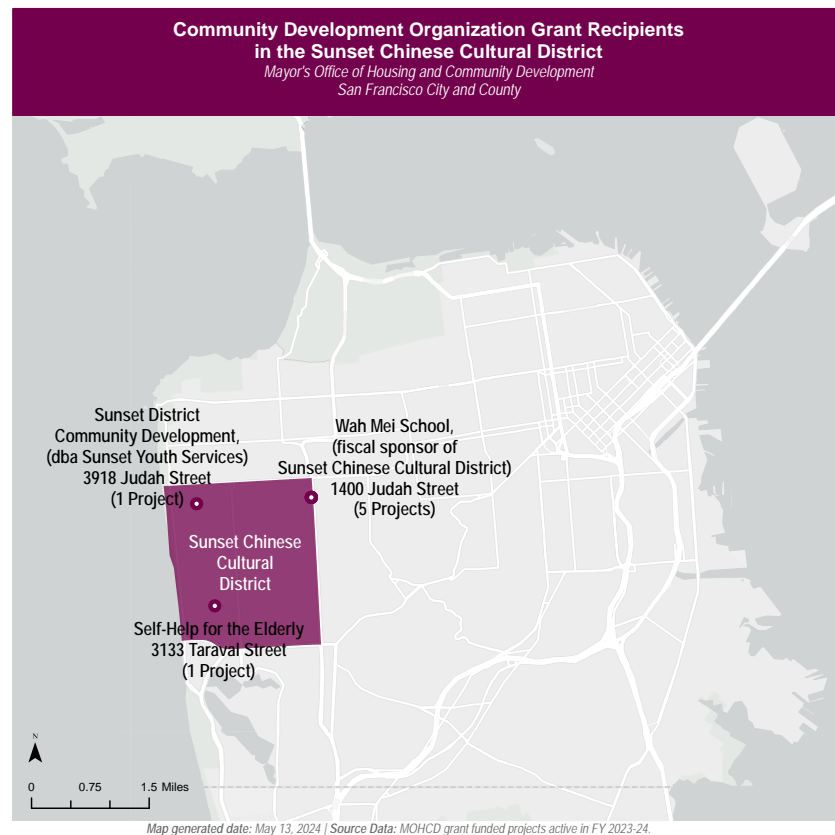 Community Development Organization Grant Recipients
in the Sunset Chinese Cultural District
Mayor's Office of Housing and Community Development
San Francisco City and County
Sunset District
Community Development,
(dba Sunset Youth Services)
3918 Judah Street
(1 Project)
Wah Mei School,
(fiscal sponsor of
Sunset Chinese Cultural District)
1400 Judah Street
(5 Projects)
Sunset Chinese
Cultural
District
Self-Help for the Elderly
3133 Taraval Street
(1 Project)
N
0 0.75 1.5 Miles
Map generated date: May 13, 2024 | Source Data: MOHCD grant funded projects active in FY 2023-24.